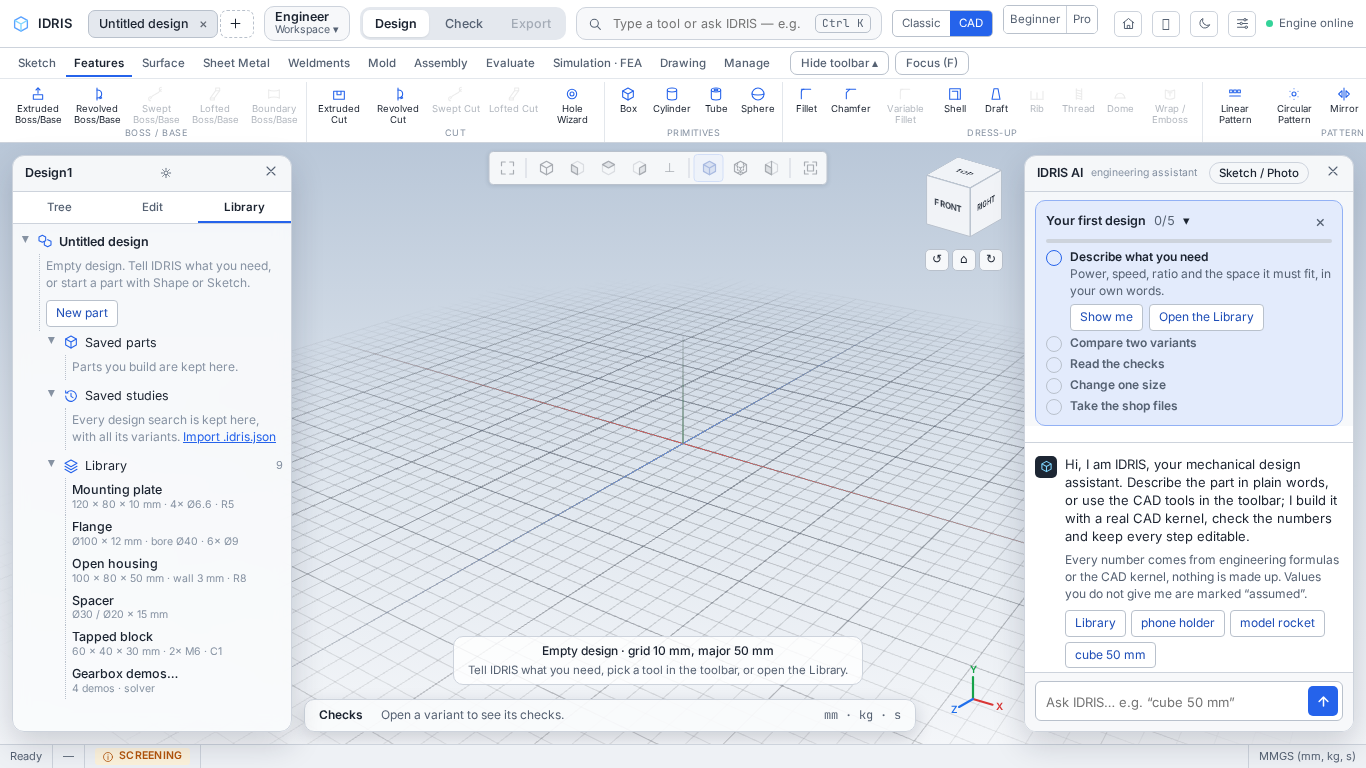 IDRIS
Untitled design ×
+
Engineer
Workspace ▾
Design
Check
Export
Type a tool or ask IDRIS — e.g.
Ctrl K
Classic
CAD
Beginner
Pro
Engine online
Sketch
Features
Surface
Sheet Metal
Weldments
Mold
Assembly
Evaluate
Simulation · FEA
Drawing
Manage
Hide toolbar ▴
Focus (F)
Extruded Boss/Base
Revolved Boss/Base
Swept Boss/Base
Lofted Boss/Base
Boundary Boss/Base
BOSS / BASE
Extruded Cut
Revolved Cut
Swept Cut
Lofted Cut
Hole Wizard
CUT
Box
Cylinder
Tube
Sphere
PRIMITIVES
Fillet
Chamfer
Variable Fillet
Shell
Draft
Rib
Thread
Dome
Wrap / Emboss
DRESS-UP
Linear Pattern
Circular Pattern
Mirror
PATTERN
Design1
Tree
Edit
Library
Untitled design
Empty design. Tell IDRIS what you need,
or start a part with Shape or Sketch.
New part
Saved parts
Parts you build are kept here.
Saved studies
Every design search is kept here,
with all its variants. Import .idris.json
Library 9
Mounting plate
120 × 80 × 10 mm · 4× Ø6.6 · R5
Flange
Ø100 × 12 mm · bore Ø40 · 6× Ø9
Open housing
100 × 80 × 50 mm · wall 3 mm · R8
Spacer
Ø30 / Ø20 × 15 mm
Tapped block
60 × 40 × 30 mm · 2× M6 · C1
Gearbox demos…
4 demos · solver
TOP
FRONT
RIGHT
Empty design · grid 10 mm, major 50 mm
Tell IDRIS what you need, pick a tool in the toolbar, or open the Library.
Y
X
Z
Checks
Open a variant to see its checks.
mm · kg · s
IDRIS AI
engineering assistant
Sketch / Photo
Your first design 0/5 ▾
Describe what you need
Power, speed, ratio and the space it must fit, in
your own words.
Show me
Open the Library
Compare two variants
Read the checks
Change one size
Take the shop files
Hi, I am IDRIS, your mechanical design
assistant. Describe the part in plain words,
or use the CAD tools in the toolbar; I build it
with a real CAD kernel, check the numbers
and keep every step editable.
Every number comes from engineering formulas
or the CAD kernel, nothing is made up. Values
you do not give me are marked “assumed”.
Library
phone holder
model rocket
cube 50 mm
Ask IDRIS… e.g. “cube 50 mm”
Ready
—
SCREENING
MMGS (mm, kg, s)